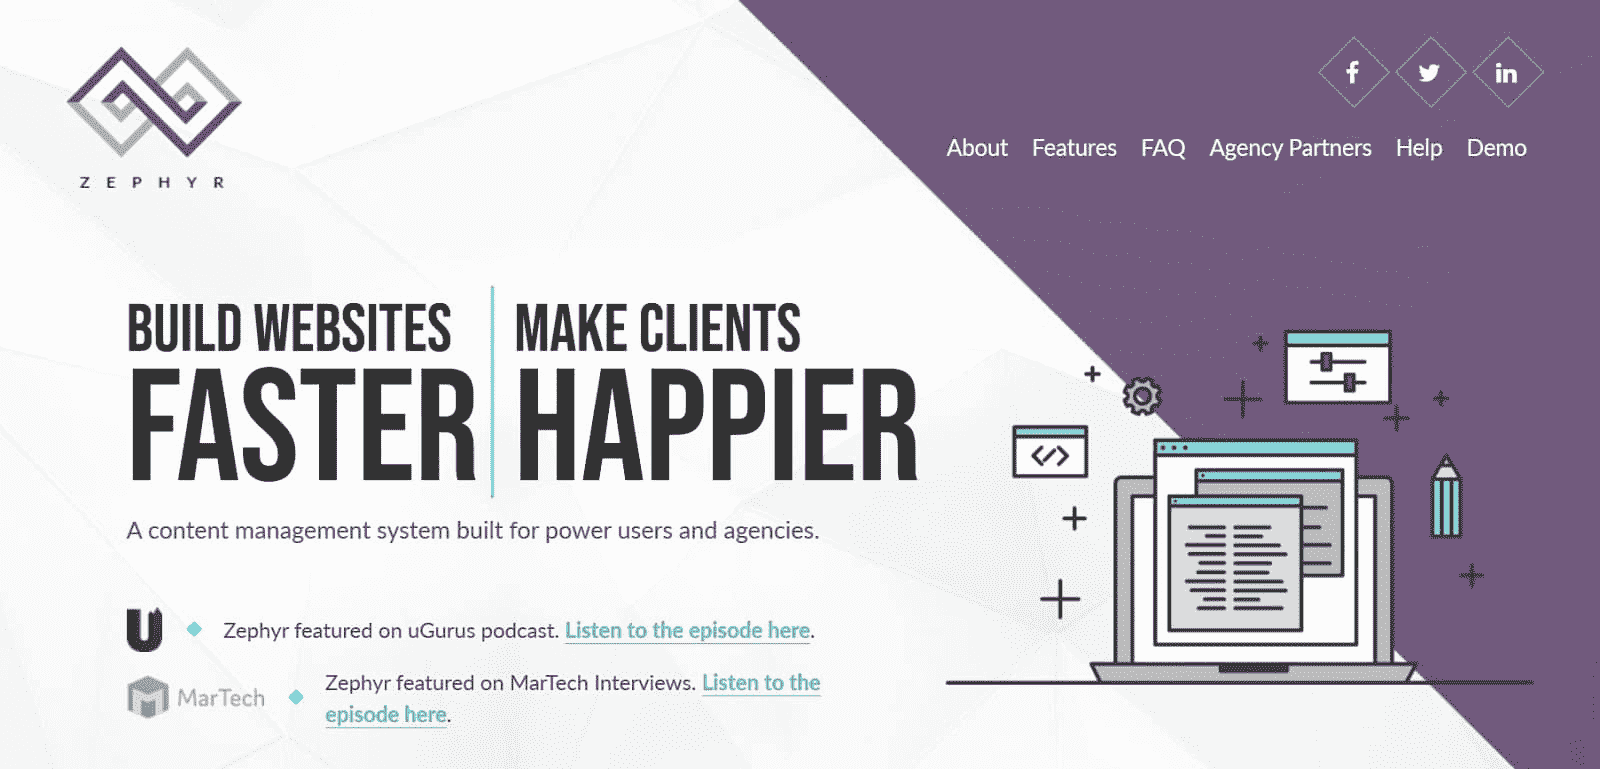 ZEPHYR
About Features FAQ Agency Partners Help Demo
BUILD WEBSITES
FASTER
MAKE CLIENTS
HAPPIER
A content management system built for power users and agencies.
Zephyr featured on uGurus podcast. Listen to the episode here.
MarTech
Zephyr featured on MarTech Interviews. Listen to the
episode here.